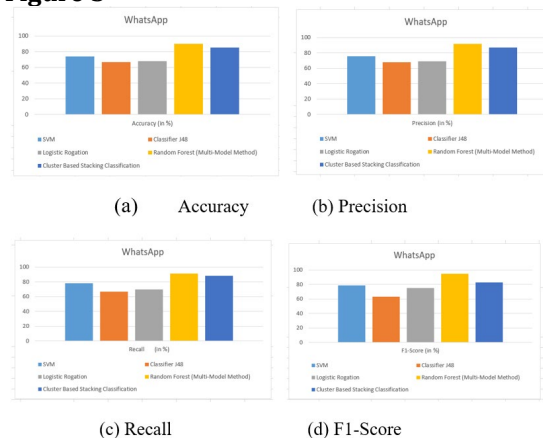 WhatsApp
100
80
60
40
20
0
Accuracy (in %)
SVM Classifier J48
Logistic Rogation Random Forest (Multi-Model Method)
Cluster Based Stacking Classification
(a) Accuracy
WhatsApp
100
80
60
40
20
0
Precision (in %)
SVM Classifier J48
Logistic Rogation Random Forest (Multi-Model Method)
Cluster Based Stacking Classification
(b) Precision
WhatsApp
100
80
60
40
20
0
Recall (in %)
SVM Classifier J48
Logistic Rogation Random Forest (Multi-Model Method)
Cluster Based Stacking Classification
(c) Recall
WhatsApp
100
80
60
40
20
0
F1-Score (in %)
SVM Classifier J48
Logistic Rogation Random Forest (Multi-Model Method)
Cluster Based Stacking Classification
(d) F1-Score